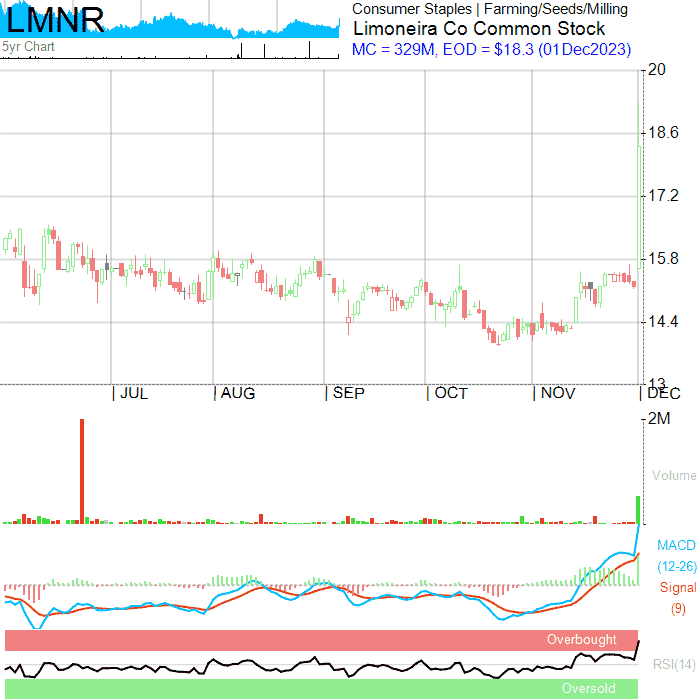 LMNR
5yr Chart
Consumer Staples | Farming/Seeds/Milling
Limoneira Co Common Stock
MC = 329M, EOD = $18.3 (01Dec2023)
20
18.6
17.2
15.8
14.4
13
| JUL | AUG | SEP | OCT | NOV | DEC
2M
Volume
MACD
(12-26)
Signal
(9)
Overbought
RSI(14)
Oversold